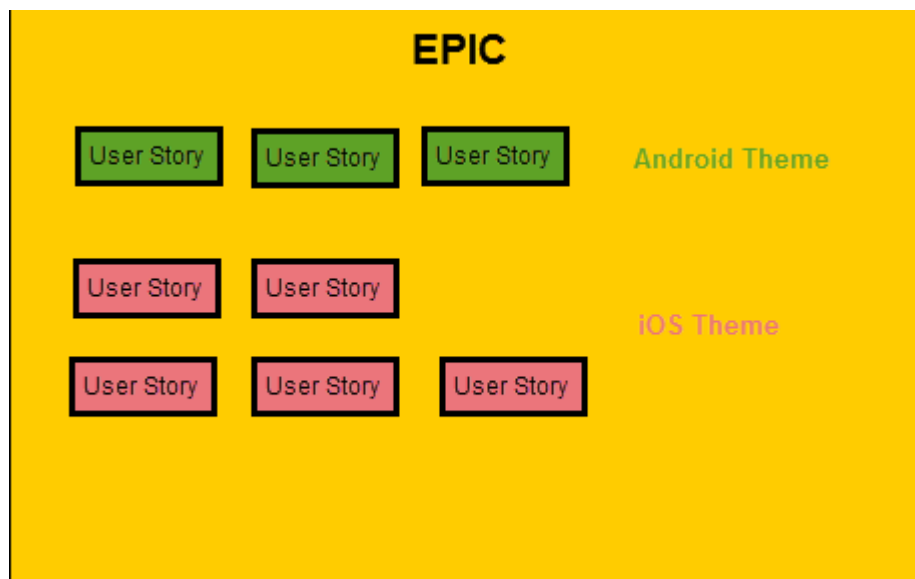 EPIC
User Story User Story User Story Android Theme
User Story User Story
iOS Theme
User Story User Story User Story